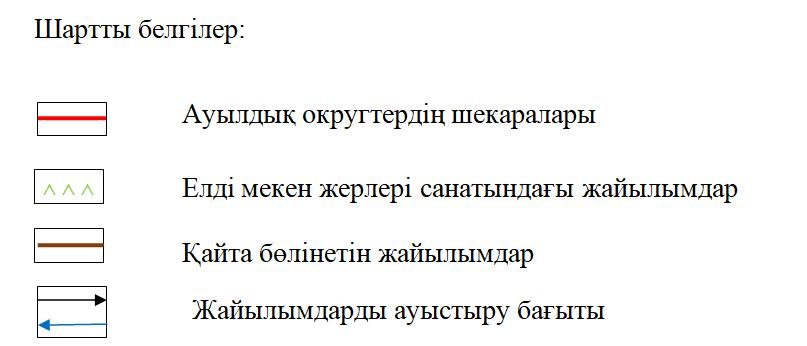 Шартты белгілер:
Ауылдық округтердің шекаралары
Елді мекен жерлері санатындағы жайылымдар
Қайта бөлінетін жайылымдар
Жайылымдарды ауыстыру бағыты